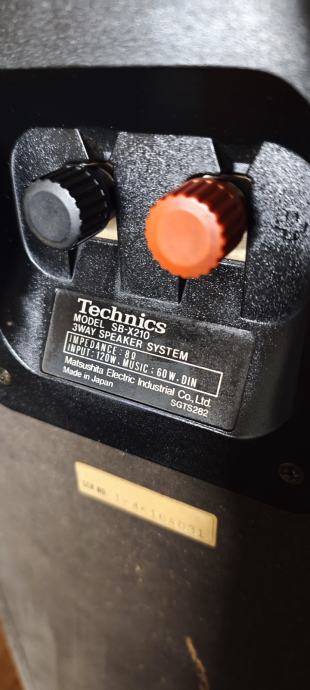 Technics
MODEL SB-X210
3WAY SPEAKER SYSTEM
IMPEDANCE: 8Ω
INPUT: 120W. MUSIC; 60W. DIN
Matsushita Electric Industrial Co., Ltd.
Made in Japan
SGTS282